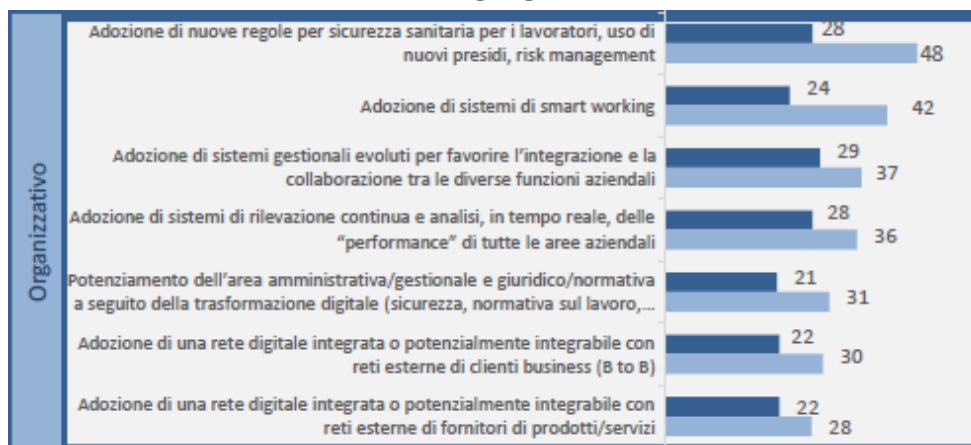 Organizzativo
Adozione di nuove regole per sicurezza sanitaria per i lavoratori, uso di
nuovi presidi, risk management
28
48
Adozione di sistemi di smart working
24
42
Adozione di sistemi gestionali evoluti per favorire l'integrazione e la
collaborazione tra le diverse funzioni aziendali
29
37
Adozione di sistemi di rilevazione continua e analisi, in tempo reale, delle
“performance” di tutte le aree aziendali
28
36
Potenziamento dell'area amministrativa/gestionale e giuridico/normativa
a seguito della trasformazione digitale (sicurezza, normativa sul lavoro,...
21
31
Adozione di una rete digitale integrata o potenzialmente integrabile con
reti esterne di clienti business (B to B)
22
30
Adozione di una rete digitale integrata o potenzialmente integrabile con
reti esterne di fornitori di prodotti/servizi
22
28